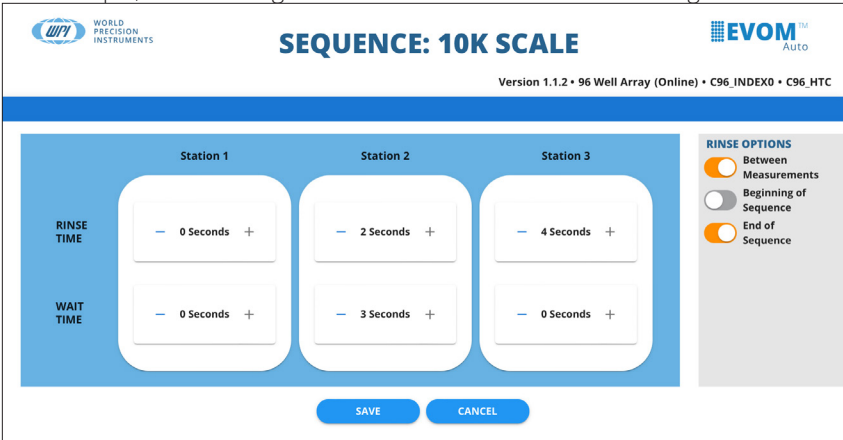 WPI
WORLD
PRECISION
INSTRUMENTS
SEQUENCE: 10K SCALE
EVOM™
Auto
Version 1.1.2 • 96 Well Array (Online) • C96_INDEX0 • C96_HTC
Station 1
Station 2
Station 3
RINSE
TIME
− 0 Seconds +
− 2 Seconds +
− 4 Seconds +
WAIT
TIME
− 0 Seconds +
− 3 Seconds +
− 0 Seconds +
RINSE OPTIONS
Between
Measurements
Beginning of
Sequence
End of
Sequence
SAVE
CANCEL